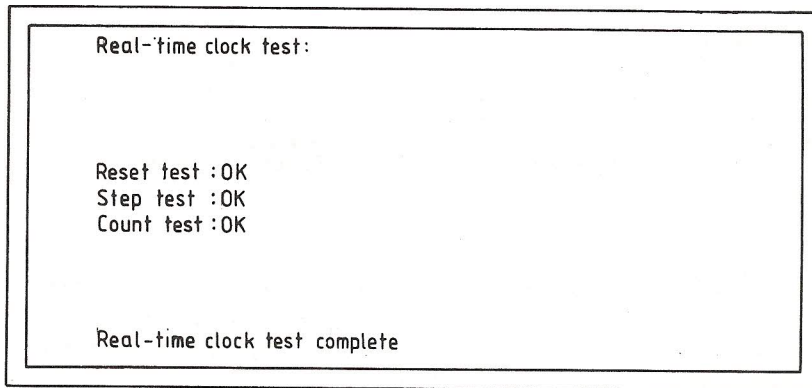 Real-time clock test:
Reset test :OK
Step test :OK
Count test :OK
Real-time clock test complete